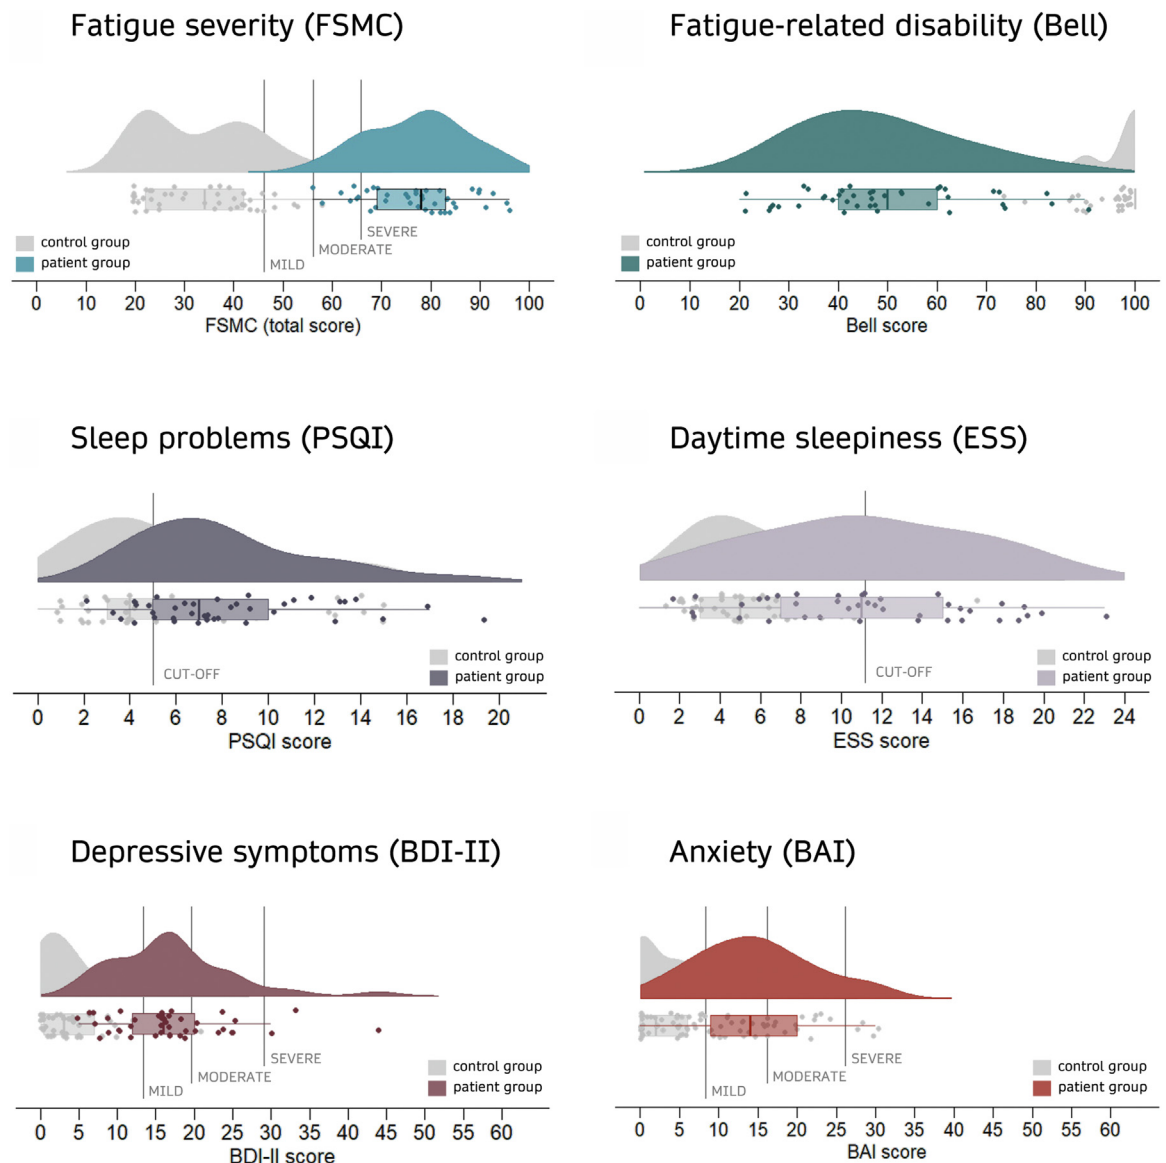 Fatigue severity (FSMC)
SEVERE
MODERATE
MILD
control group
patient group
0 10 20 30 40 50 60 70 80 90 100
FSMC (total score)
Fatigue-related disability (Bell)
control group
patient group
0 10 20 30 40 50 60 70 80 90 100
Bell score
Sleep problems (PSQI)
CUT-OFF
control group
patient group
0 2 4 6 8 10 12 14 16 18 20
PSQI score
Daytime sleepiness (ESS)
CUT-OFF
control group
patient group
0 2 4 6 8 10 12 14 16 18 20 22 24
ESS score
Depressive symptoms (BDI-II)
SEVERE
MODERATE
MILD
control group
patient group
0 5 10 15 20 25 30 35 40 45 50 55 60
BDI-II score
Anxiety (BAI)
SEVERE
MODERATE
MILD
control group
patient group
0 5 10 15 20 25 30 35 40 45 50 55 60
BAI score